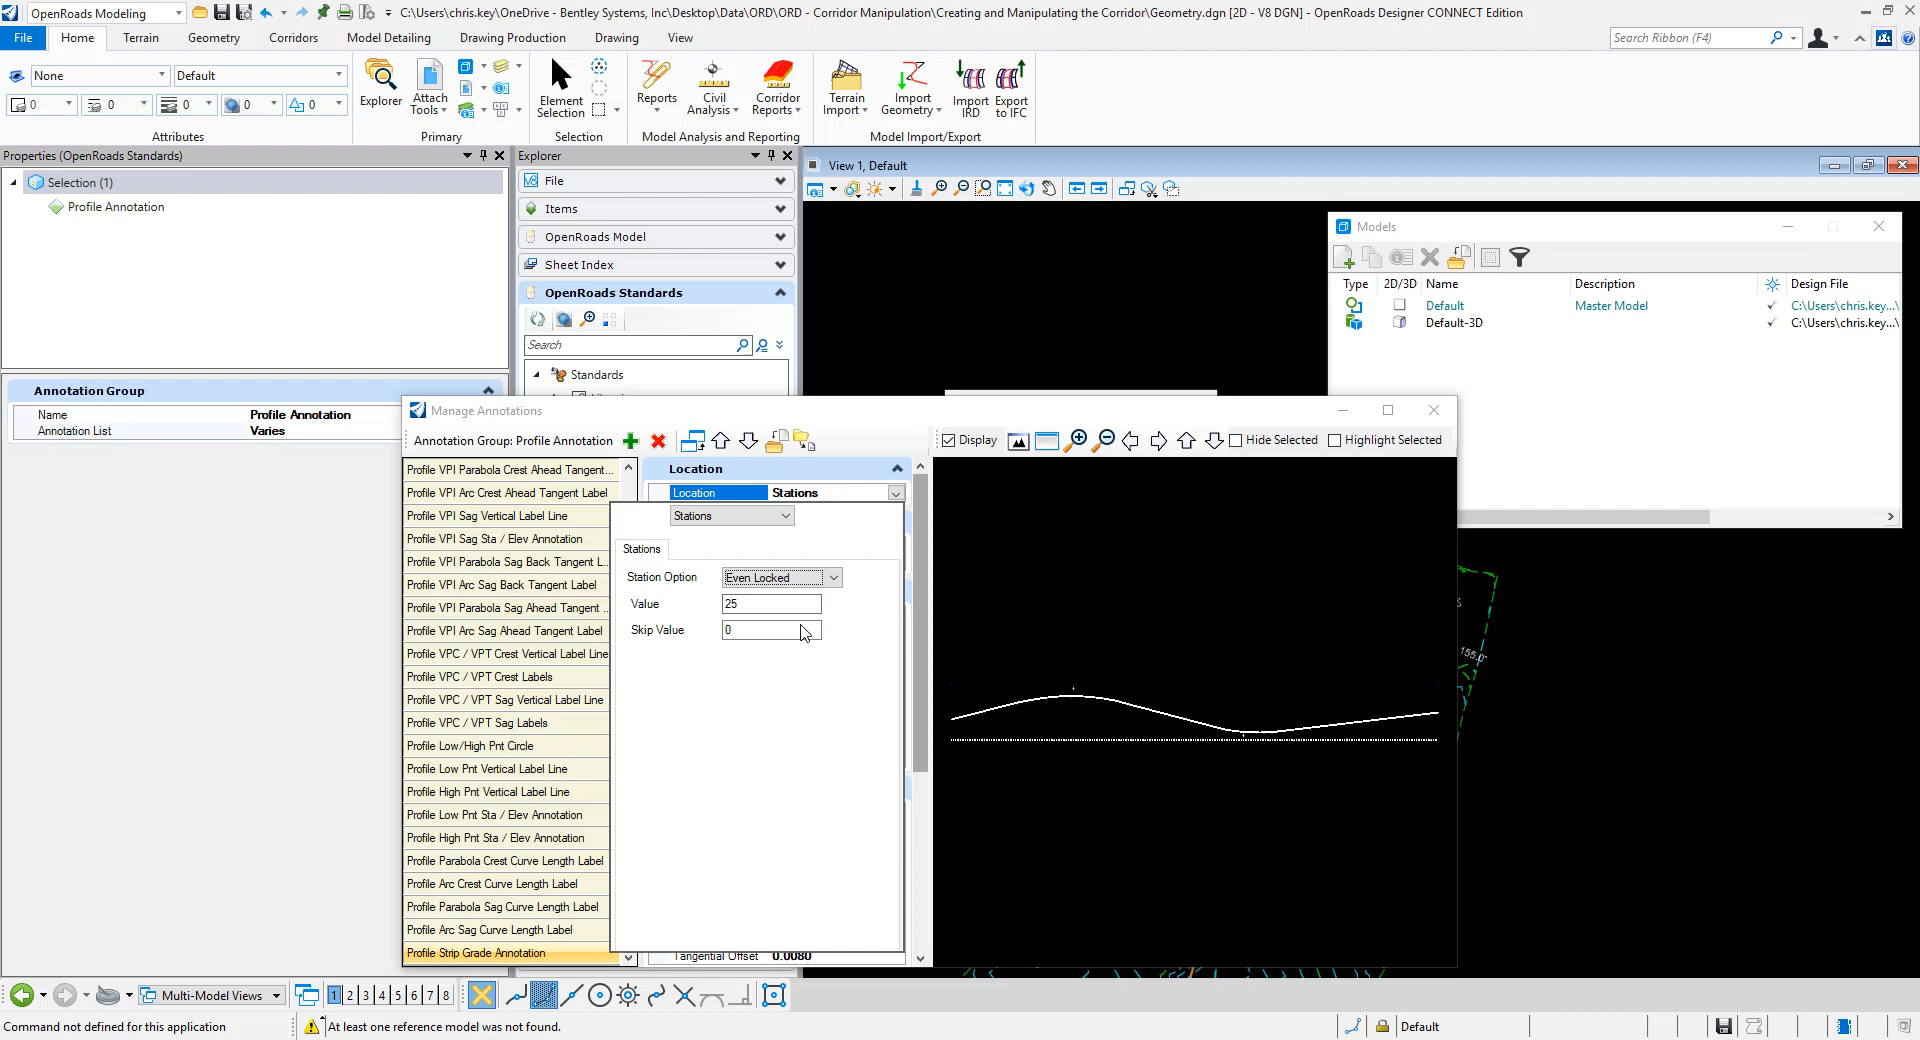 OpenRoads Modeling
C:\Users\chris.key\OneDrive - Bentley Systems, Inc\Desktop\Data\ORD\ORD - Corridor Manipulation\Creating and Manipulating the Corridor\Geometry.dgn [2D - V8 DGN] - OpenRoads Designer CONNECT Edition
File Home Terrain Geometry Corridors Model Detailing Drawing Production Drawing View
Search Ribbon (F4)
None Default
0 0 0 0 0
Attributes
Explorer
Attach Tools
Primary
Element Selection
Selection
Reports
Civil Analysis
Corridor Reports
Model Analysis and Reporting
Terrain Import
Import Geometry
Import IRD
Export to IFC
Model Import/Export
Properties (OpenRoads Standards)
Selection (1)
Profile Annotation
Annotation Group
Name Profile Annotation
Annotation List Varies
Explorer
File
Items
OpenRoads Model
Sheet Index
OpenRoads Standards
Search
Standards
View 1, Default
Models
Type 2D/3D Name Description Design File
Default Master Model C:\Users\chris.key...\
Default-3D C:\Users\chris.key...\
155.0°
Manage Annotations
Annotation Group: Profile Annotation
Display
Hide Selected
Highlight Selected
Profile VPI Parabola Crest Ahead Tangent...
Profile VPI Arc Crest Ahead Tangent Label
Profile VPI Sag Vertical Label Line
Profile VPI Sag Sta / Elev Annotation
Profile VPI Parabola Sag Back Tangent L...
Profile VPI Arc Sag Back Tangent Label
Profile VPI Parabola Sag Ahead Tangent ...
Profile VPI Arc Sag Ahead Tangent Label
Profile VPC / VPT Crest Vertical Label Line
Profile VPC / VPT Crest Labels
Profile VPC / VPT Sag Vertical Label Line
Profile VPC / VPT Sag Labels
Profile Low/High Pnt Circle
Profile Low Pnt Vertical Label Line
Profile High Pnt Vertical Label Line
Profile Low Pnt Sta / Elev Annotation
Profile High Pnt Sta / Elev Annotation
Profile Parabola Crest Curve Length Label
Profile Arc Crest Curve Length Label
Profile Parabola Sag Curve Length Label
Profile Arc Sag Curve Length Label
Profile Strip Grade Annotation
Location
Location Stations
Stations
Stations
Station Option Even Locked
Value 25
Skip Value 0
Tangential Offset 0.0080
Multi-Model Views
1 2 3 4 5 6 7 8
Command not defined for this application
At least one reference model was not found.
Default